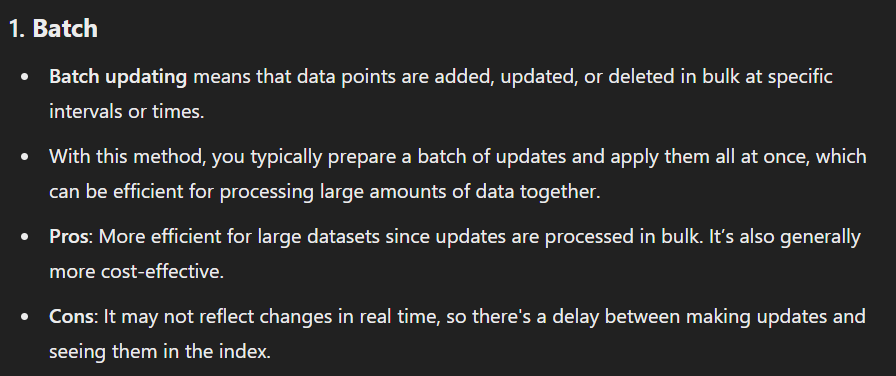 1. Batch
• Batch updating means that data points are added, updated, or deleted in bulk at specific
intervals or times.
• With this method, you typically prepare a batch of updates and apply them all at once, which
can be efficient for processing large amounts of data together.
• Pros: More efficient for large datasets since updates are processed in bulk. It’s also generally
more cost-effective.
• Cons: It may not reflect changes in real time, so there's a delay between making updates and
seeing them in the index.